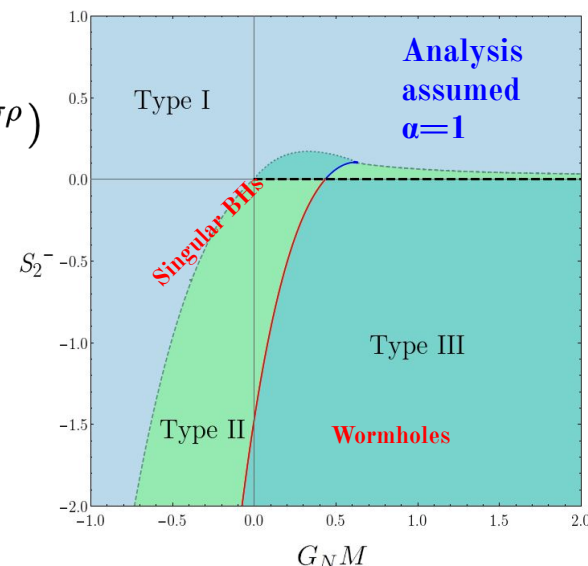 τρ)
1.0
0.5
0.0
-0.5
-1.0
-1.5
-2.0
S₂⁻
Type I
Analysis
assumed
α=1
Singular BHs
Type III
Type II
Wormholes
-1.0 -0.5 0.0 0.5 1.0 1.5 2.0
G_N M